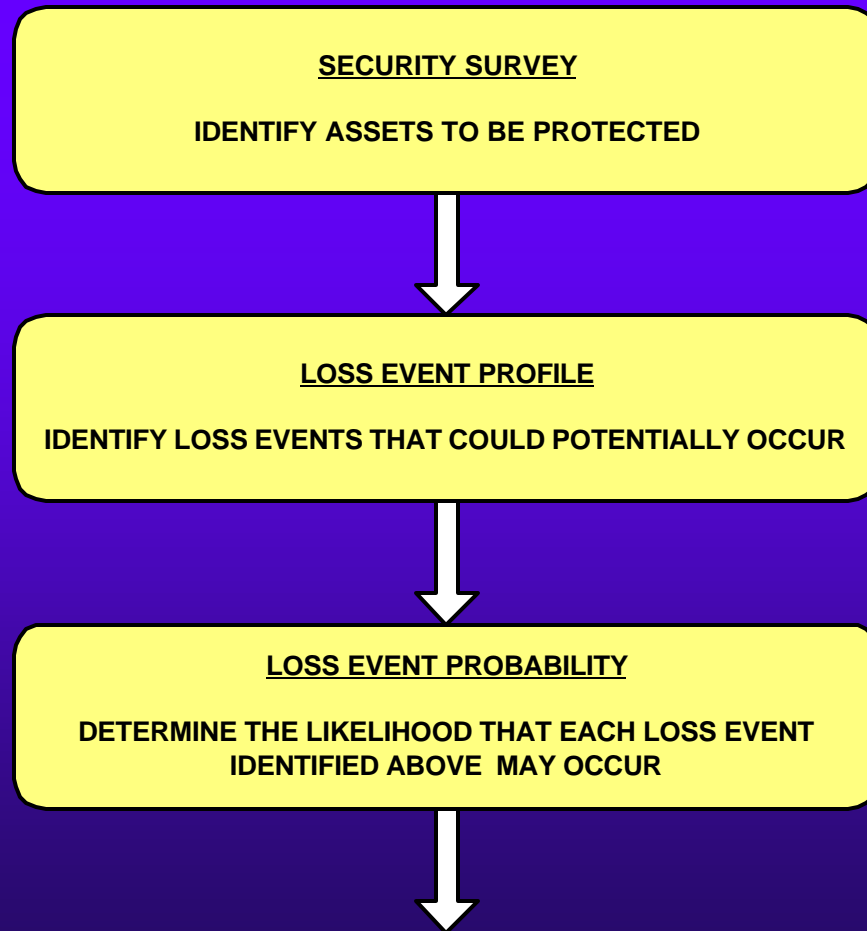 SECURITY SURVEY
IDENTIFY ASSETS TO BE PROTECTED
LOSS EVENT PROFILE
IDENTIFY LOSS EVENTS THAT COULD POTENTIALLY OCCUR
LOSS EVENT PROBABILITY
DETERMINE THE LIKELIHOOD THAT EACH LOSS EVENT
IDENTIFIED ABOVE MAY OCCUR